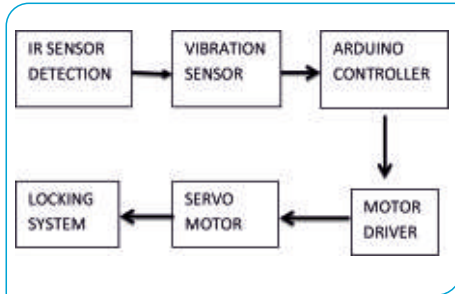 IR SENSOR
DETECTION
VIBRATION
SENSOR
ARDUINO
CONTROLLER
LOCKING
SYSTEM
SERVO
MOTOR
MOTOR
DRIVER